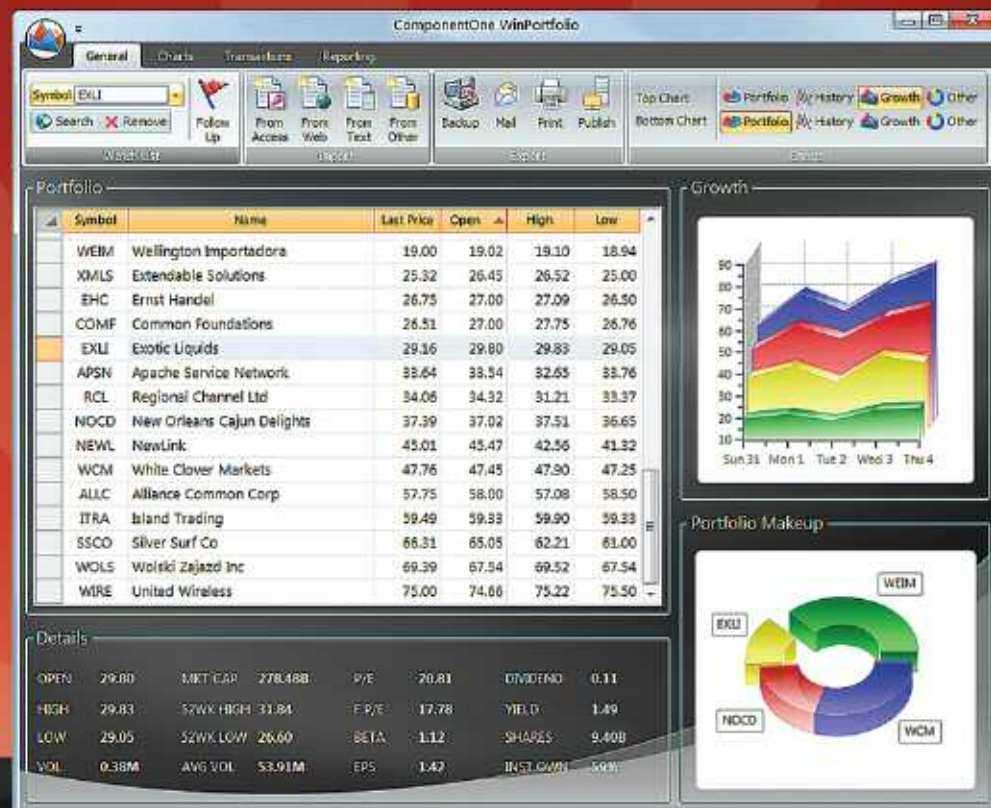 ComponentOne WinPortfolio
General Charts Transactions Reporting
Symbol EXLI
Search Remove
Follow Up
From Access
From Web
From Text
From Other
Backup Mail Print Publish
Top Chart Portfolio History Growth Other
Bottom Chart Portfolio History Growth Other
Watch List Import Export
Portfolio
Symbol Name Last Price Open High Low
WEIM Wellington Importadora 19.00 19.02 19.10 18.94
XMLS Extendable Solutions 25.32 26.45 26.52 25.00
EHC Ernst Handel 26.75 27.00 27.09 26.50
COMF Common Foundations 26.51 27.00 27.75 26.76
EXLI Exotic Liquids 29.16 29.80 29.83 29.05
APSN Apache Service Network 33.64 33.54 32.65 33.76
RCL Regional Channel Ltd 34.06 34.32 31.21 33.37
NOCD New Orleans Cajun Delights 37.39 37.02 37.51 36.65
NEWL NewLink 45.01 45.47 42.56 41.32
WCM White Clover Markets 47.76 47.45 47.90 47.25
ALLC Alliance Common Corp 57.75 58.00 57.08 58.50
ITRA Island Trading 59.49 59.33 59.90 59.33
SSCO Silver Surf Co 66.31 65.05 62.21 61.00
WOLS Wolski Zajazd Inc 69.39 67.54 69.52 67.54
WIRE United Wireless 75.00 74.66 75.22 75.50
Growth
90
80
70
60
50
40
30
20
10
Sun 31 Mon 1 Tue 2 Wed 3 Thu 4
Portfolio Makeup
WEIM
EXLI
NOCD
WCM
Details
OPEN 29.80 MKT CAP 278.48B P/E 20.81 DIVIDEND 0.11
HIGH 29.83 52WK HIGH 31.84 F P/E 17.78 YIELD 1.49
LOW 29.05 52WK LOW 26.60 BETA 1.12 SHARES 9.40B
VOL 0.38M AVG VOL 53.91M EPS 1.42 INST OWN 59%